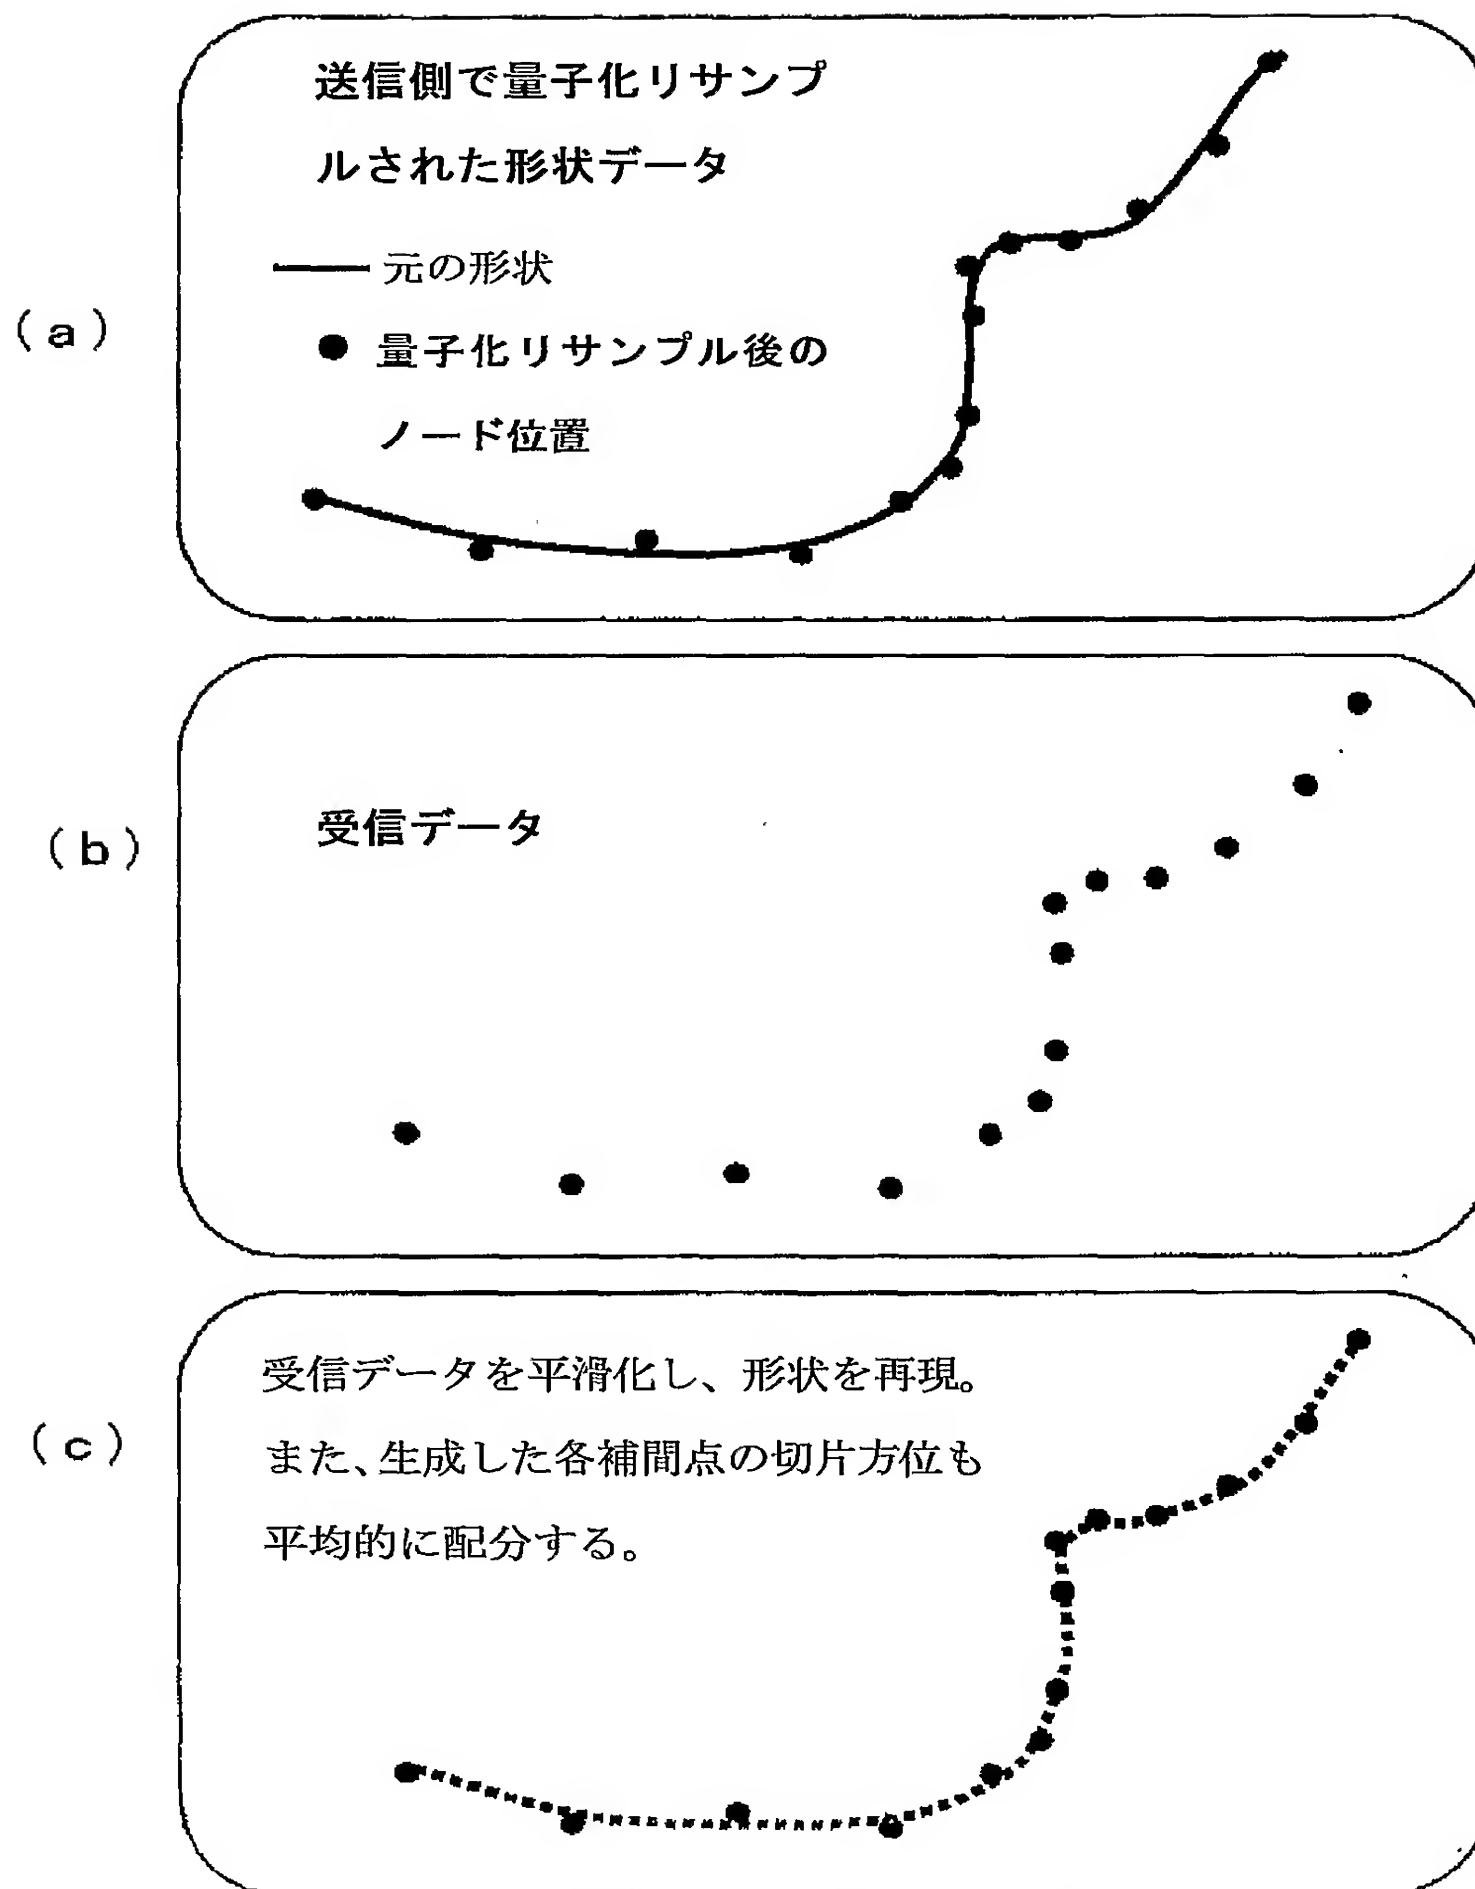 (a)
送信側で量子化リサンプ
ルされた形状データ
元の形状
量子化リサンプル後の
ノード位置
(b)
受信データ
(c)
受信データを平滑化し、形状を再現。
また、生成した各補間点の切片方位も
平均的に配分する。